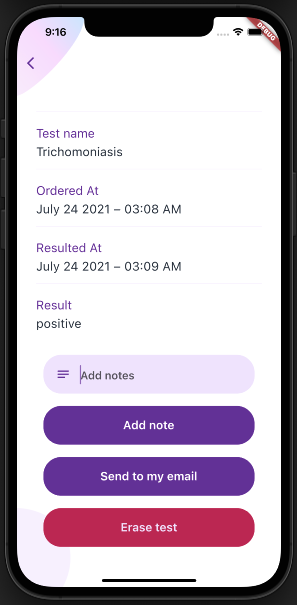 9:16
DEBUG
Test name
Trichomoniasis
Ordered At
July 24 2021 – 03:08 AM
Resulted At
July 24 2021 – 03:09 AM
Result
positive
Add notes
Add note
Send to my email
Erase test